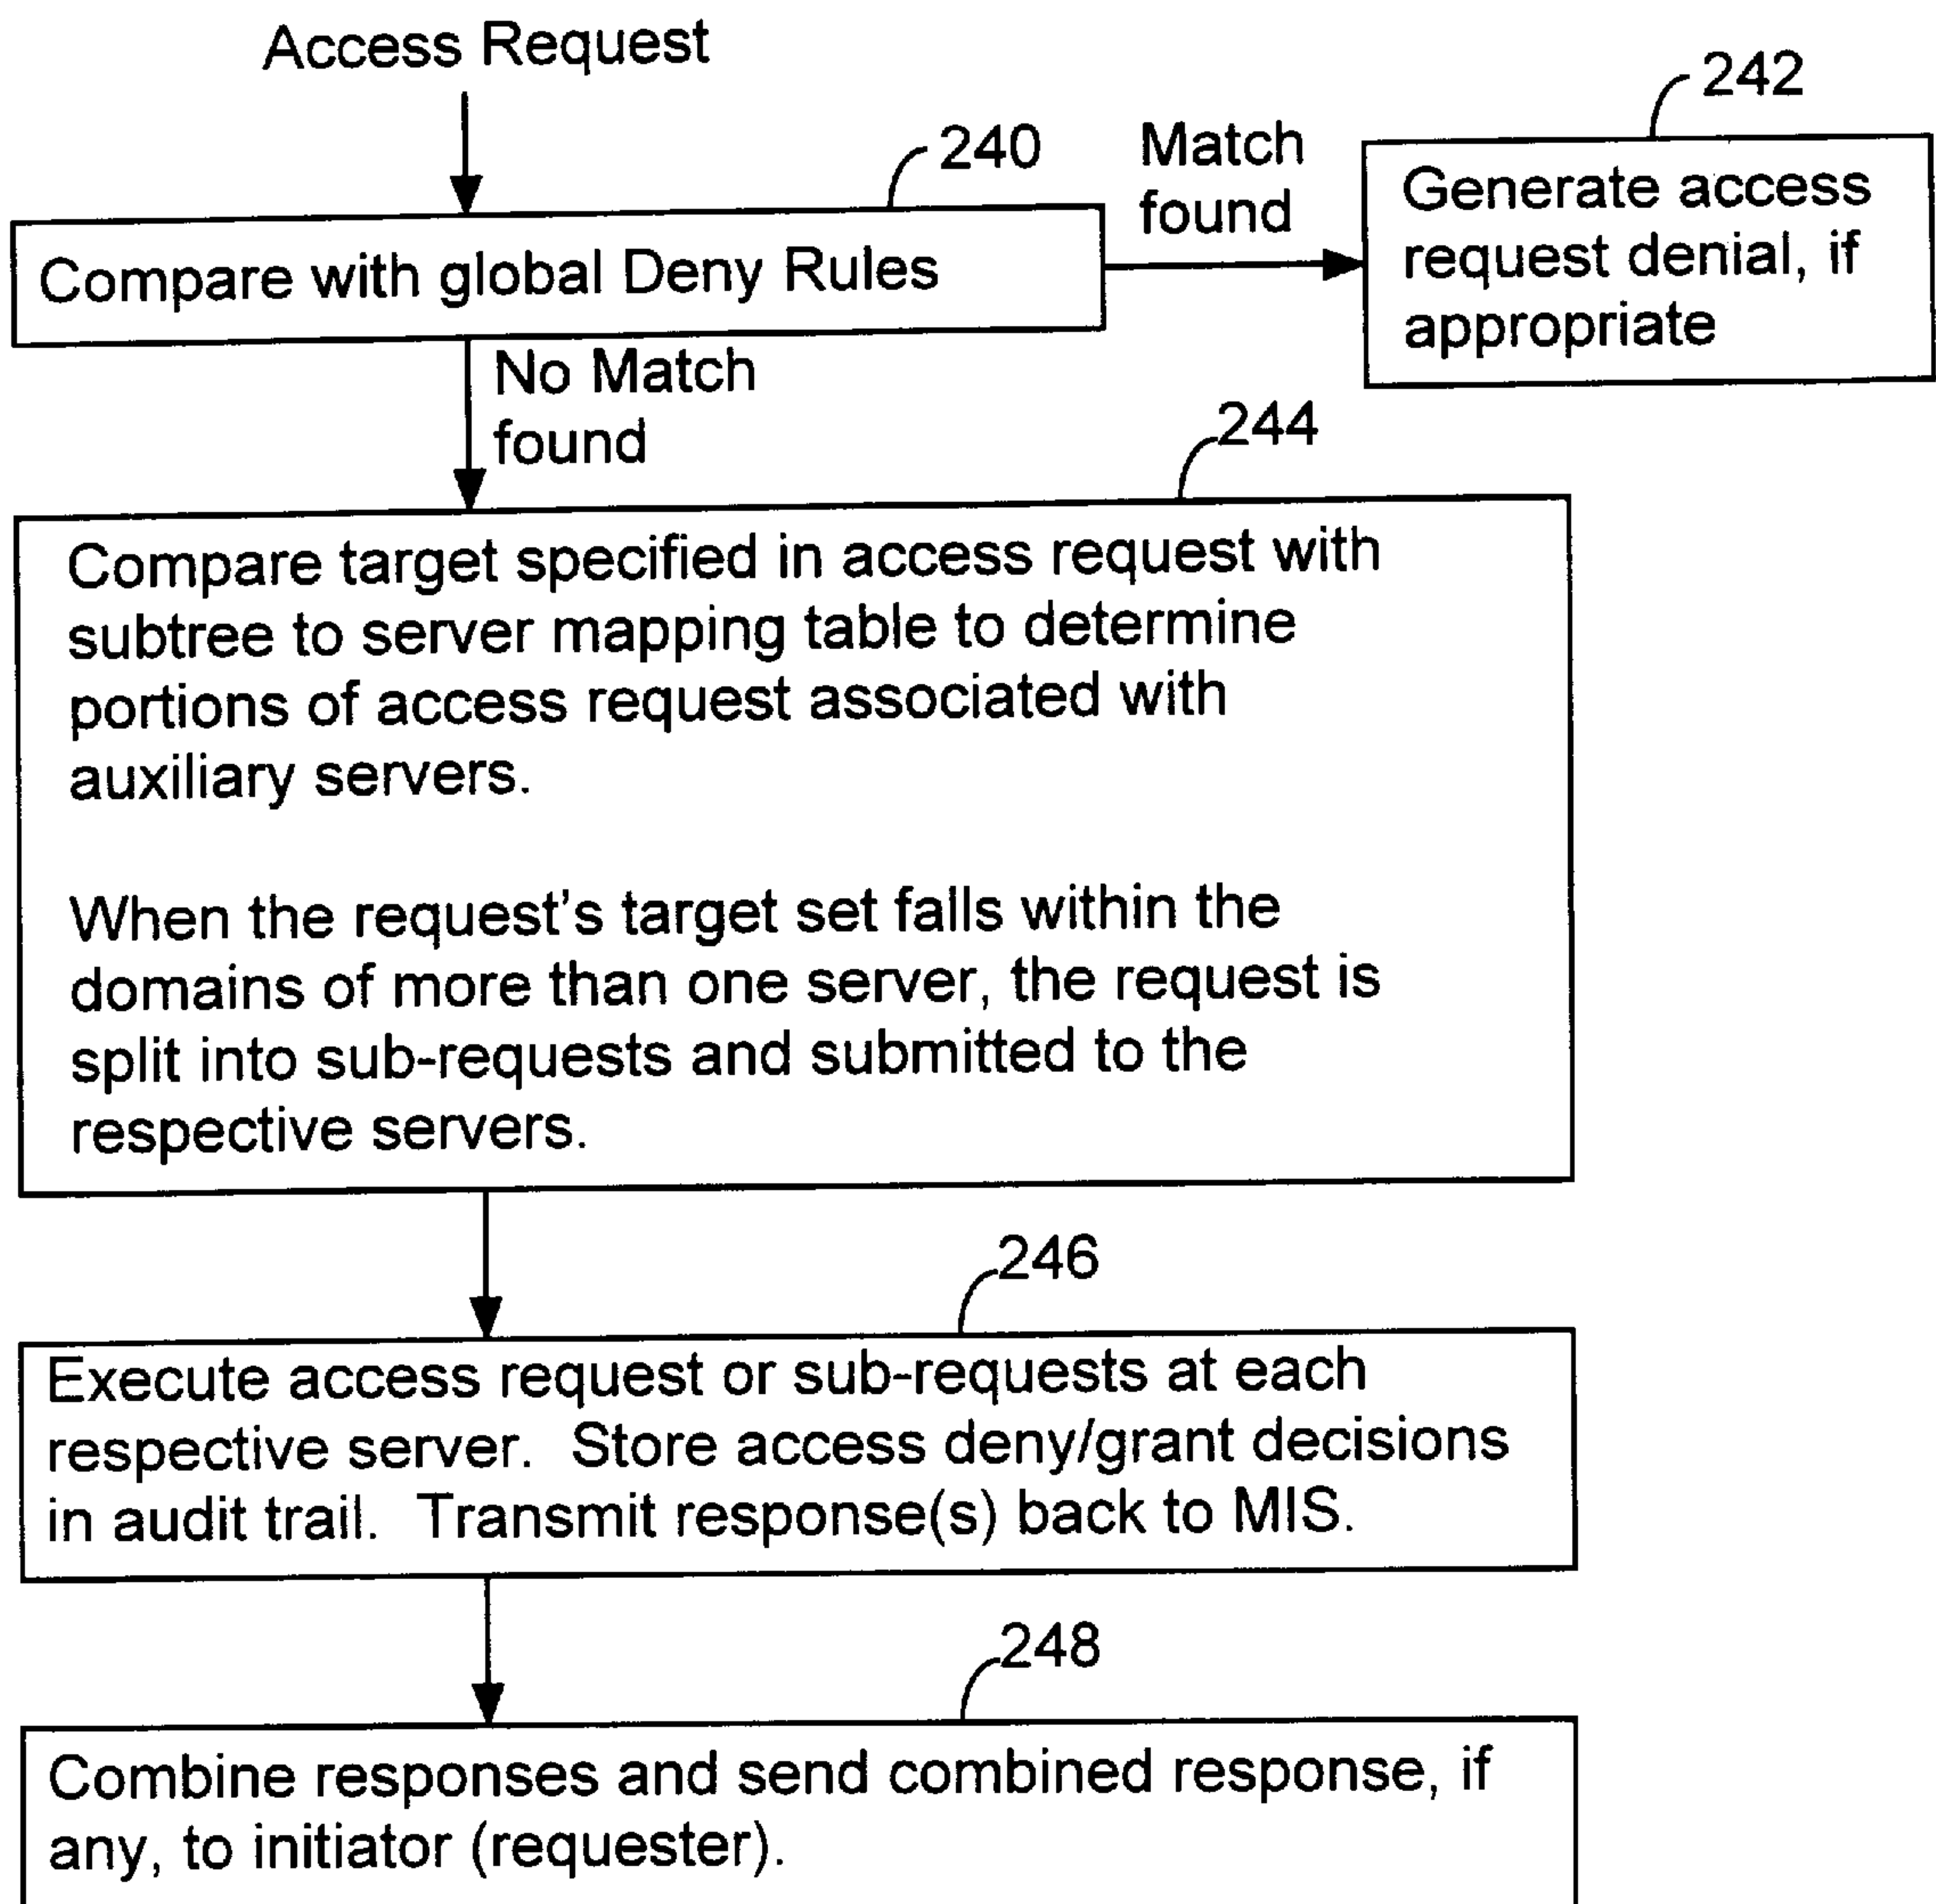 Access Request
240
Match
found
242
Generate access
request denial, if
appropriate
Compare with global Deny Rules
No Match
found
244
Compare target specified in access request with
subtree to server mapping table to determine
portions of access request associated with
auxiliary servers.
When the request's target set falls within the
domains of more than one server, the request is
split into sub-requests and submitted to the
respective servers.
246
Execute access request or sub-requests at each
respective server. Store access deny/grant decisions
in audit trail. Transmit response(s) back to MIS.
248
Combine responses and send combined response, if
any, to initiator (requester).